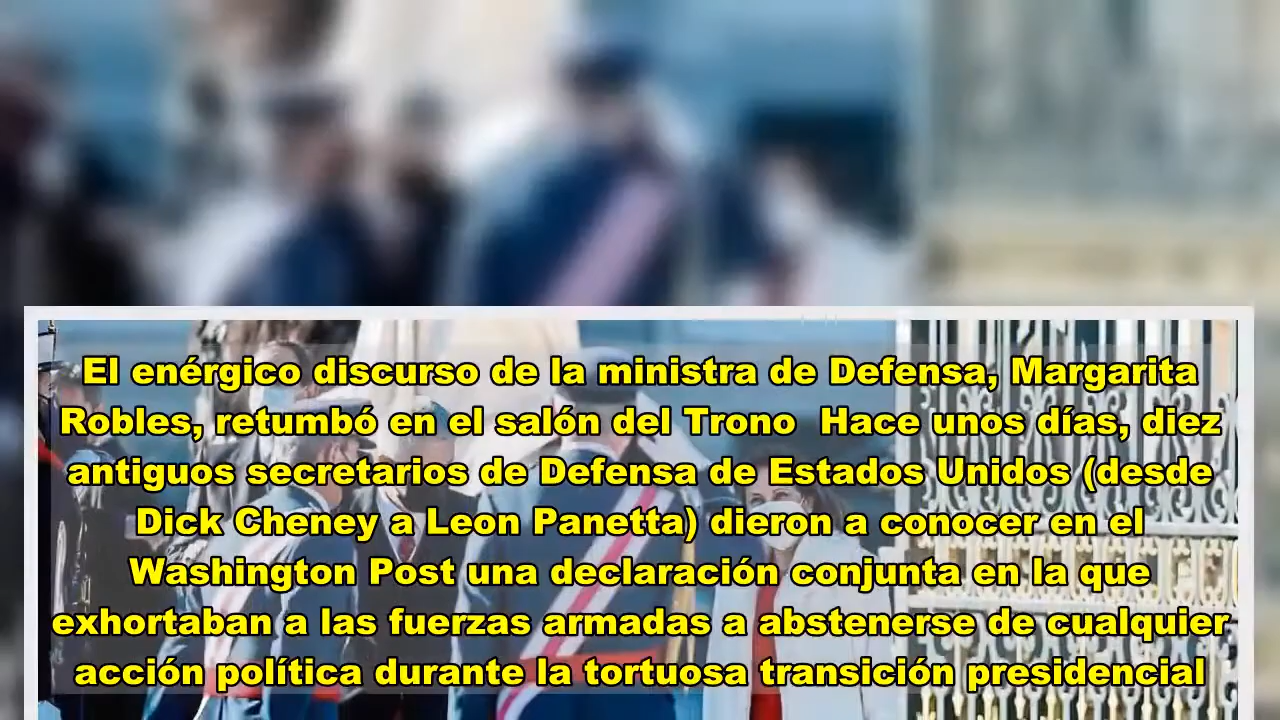 El enérgico discurso de la ministra de Defensa, Margarita
Robles, retumbó en el salón del Trono  Hace unos días, diez
antiguos secretarios de Defensa de Estados Unidos (desde
Dick Cheney a Leon Panetta) dieron a conocer en el
Washington Post una declaración conjunta en la que
exhortaban a las fuerzas armadas a abstenerse de cualquier
acción política durante la tortuosa transición presidencial